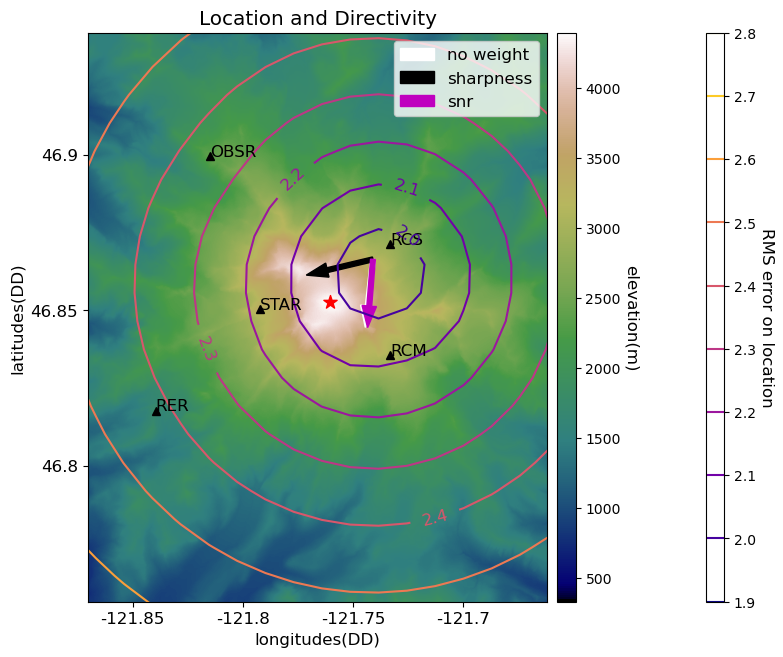 Location and Directivity
no weight
sharpness
snr
OBSR
RCS
STAR
RCM
RER
2.0
2.1
2.2
2.3
2.4
46.9
46.85
46.8
latitudes(DD)
-121.85
-121.8
-121.75
-121.7
longitudes(DD)
4000
3500
3000
2500
2000
1500
1000
500
elevation(m)
2.8
2.7
2.6
2.5
2.4
2.3
2.2
2.1
2.0
1.9
RMS error on location